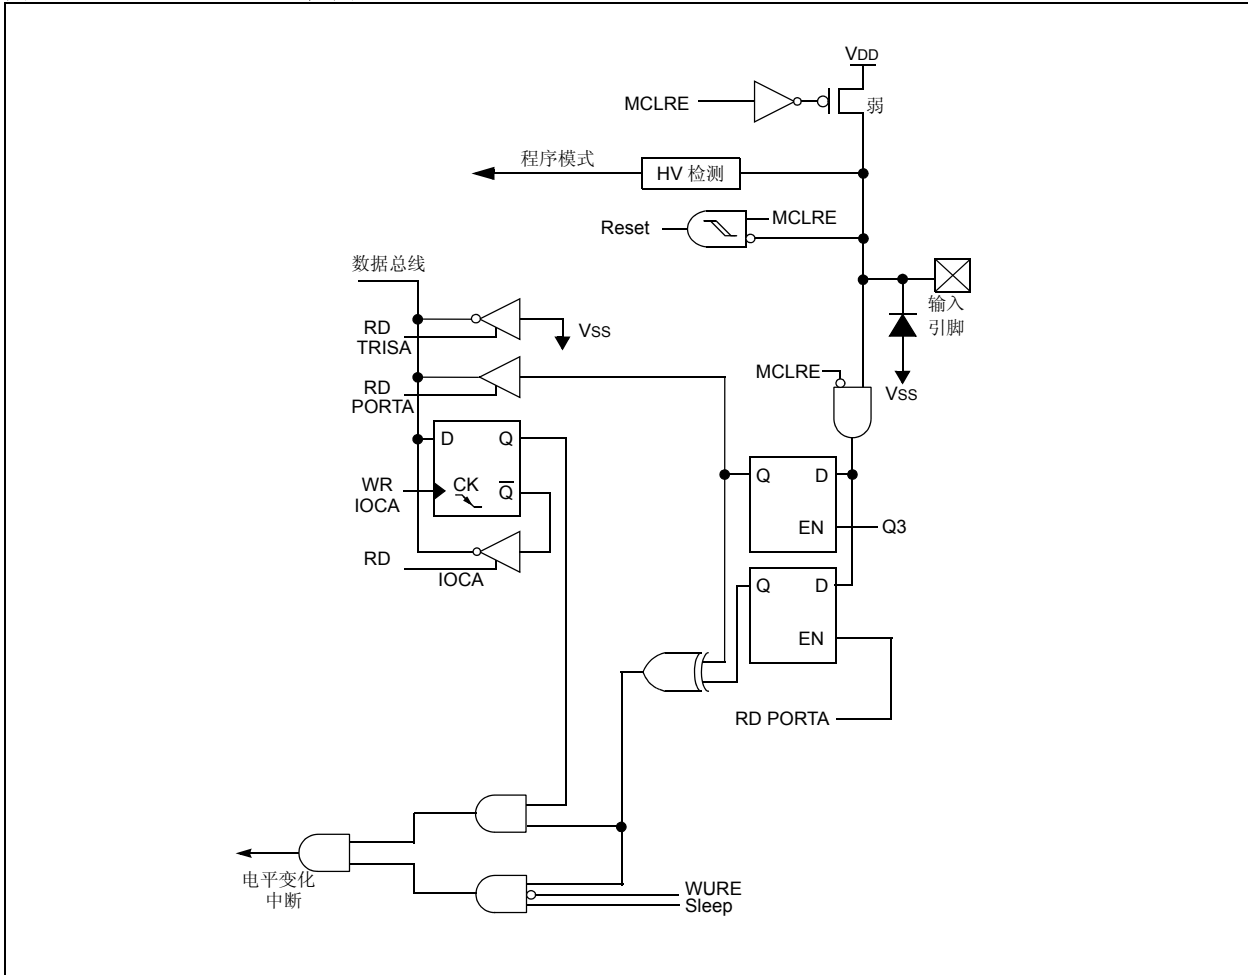 VDD
MCLRE
弱
程序模式
HV 检测
Reset
MCLRE
数据总线
输入
引脚
RD
TRISA
VSS
MCLRE
VSS
RD
PORTA
D
Q
Q
D
WR
IOCA
CK
Q
EN
Q3
RD
IOCA
Q
D
EN
RD PORTA
电平变化
中断
WURE
Sleep